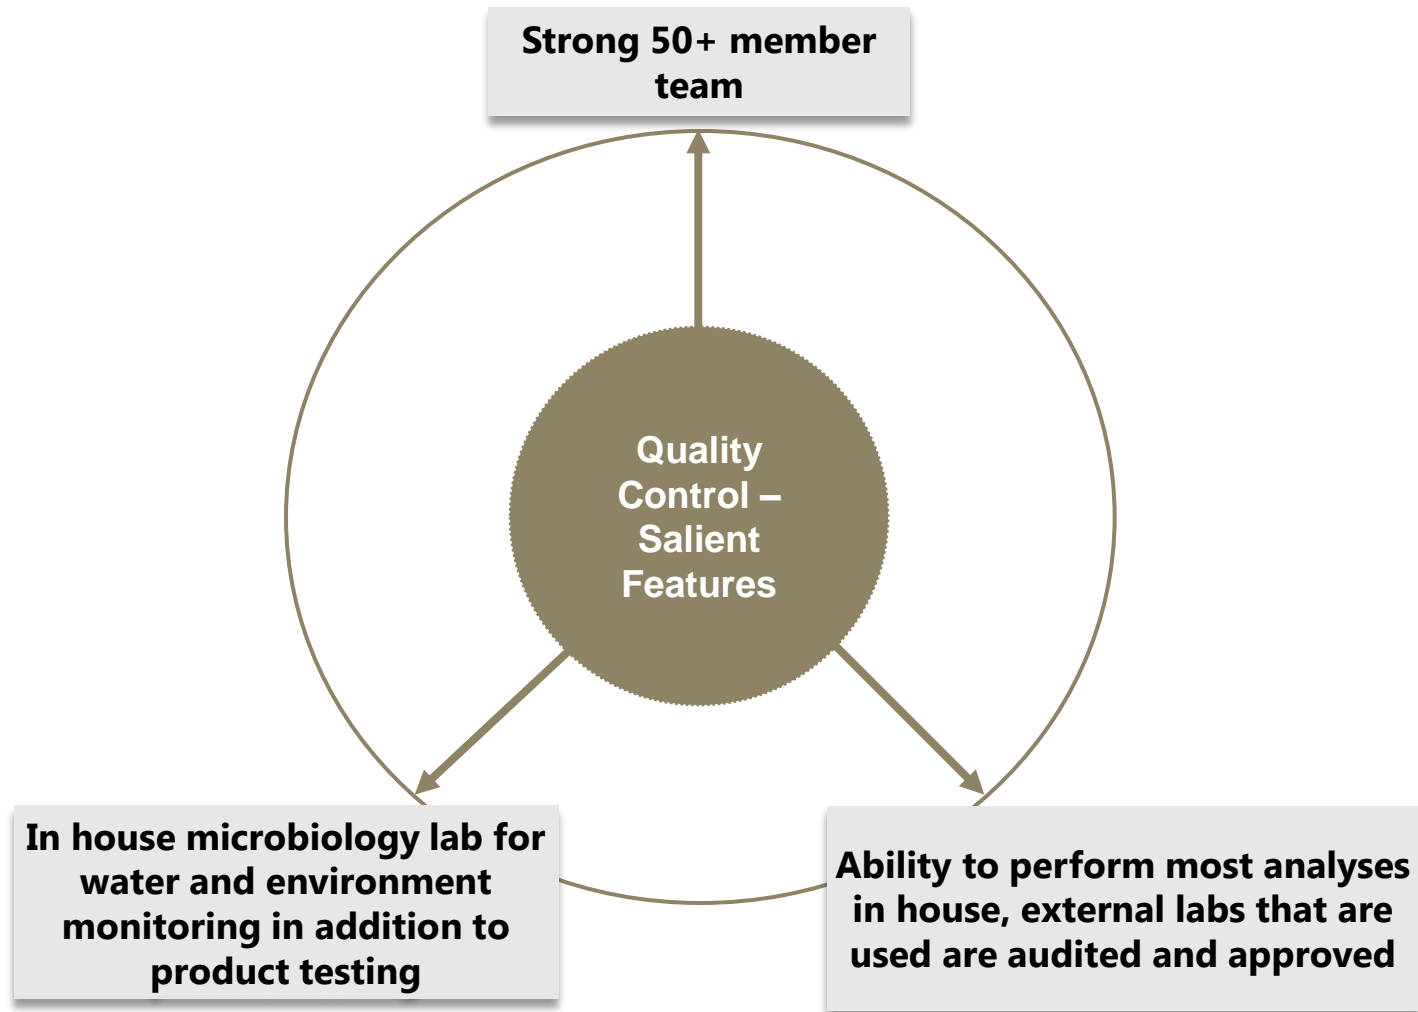 Strong 50+ member
team
Quality
Control –
Salient
Features
In house microbiology lab for
water and environment
monitoring in addition to
product testing
Ability to perform most analyses
in house, external labs that are
used are audited and approved